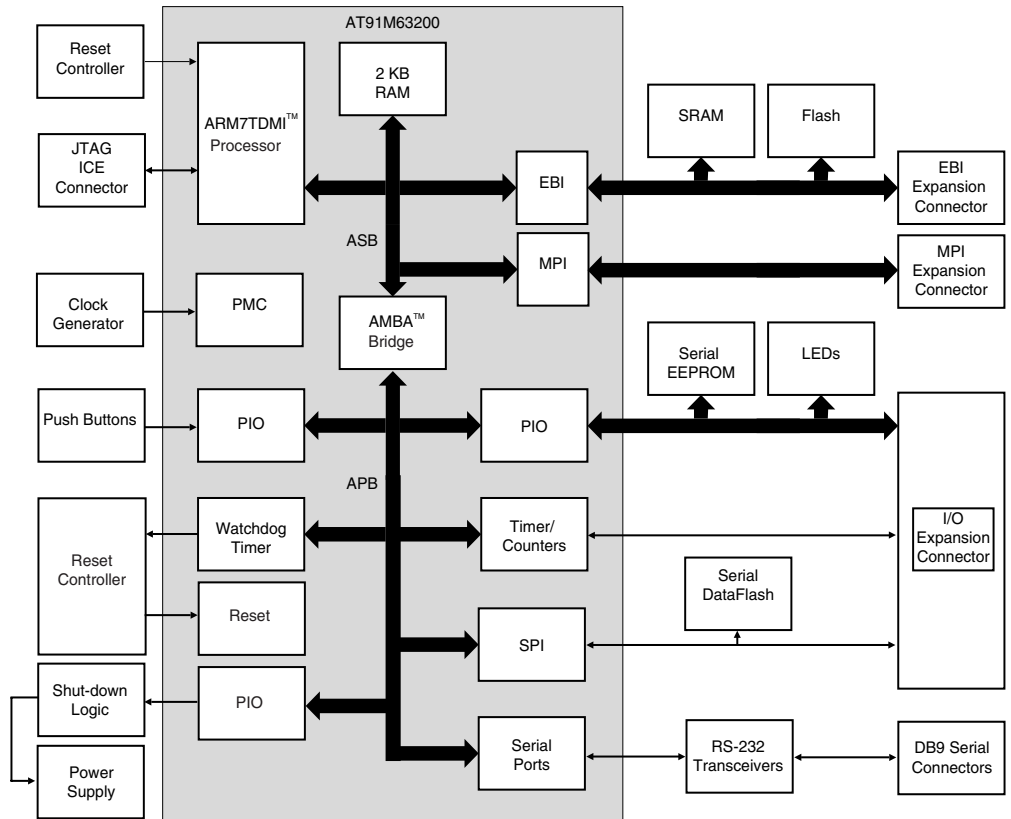 AT91M63200
Reset
Controller
2 KB
RAM
ARM7TDMI™
Processor
SRAM
Flash
JTAG
ICE
Connector
EBI
EBI
Expansion
Connector
ASB
MPI
MPI
Expansion
Connector
Clock
Generator
PMC
AMBA™
Bridge
Serial
EEPROM
LEDs
Push Buttons
PIO
PIO
APB
Watchdog
Timer
Timer/
Counters
I/O
Expansion
Connector
Reset
Controller
Serial
DataFlash
Reset
SPI
Shut-down
Logic
PIO
Serial
Ports
RS-232
Transceivers
DB9 Serial
Connectors
Power
Supply